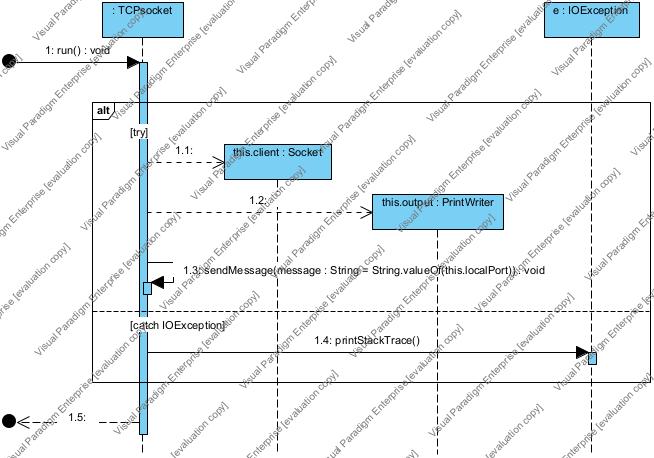 : TCPsocket
e : IOException
1: run() : void
alt
[try]
1.1:
this.client : Socket
1.2:
this.output : PrintWriter
1.3: sendMessage(message : String = String.valueOf(this.localPort)) : void
[catch IOException]
1.4: printStackTrace()
1.5:
Visual Paradigm Enterprise [evaluation copy]